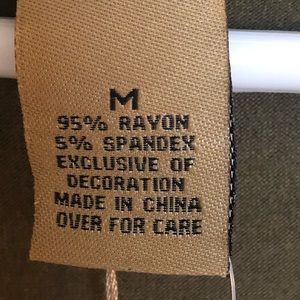 M
95% RAYON
5% SPANDEX
EXCLUSIVE OF
DECORATION
MADE IN CHINA
OVER FOR CARE